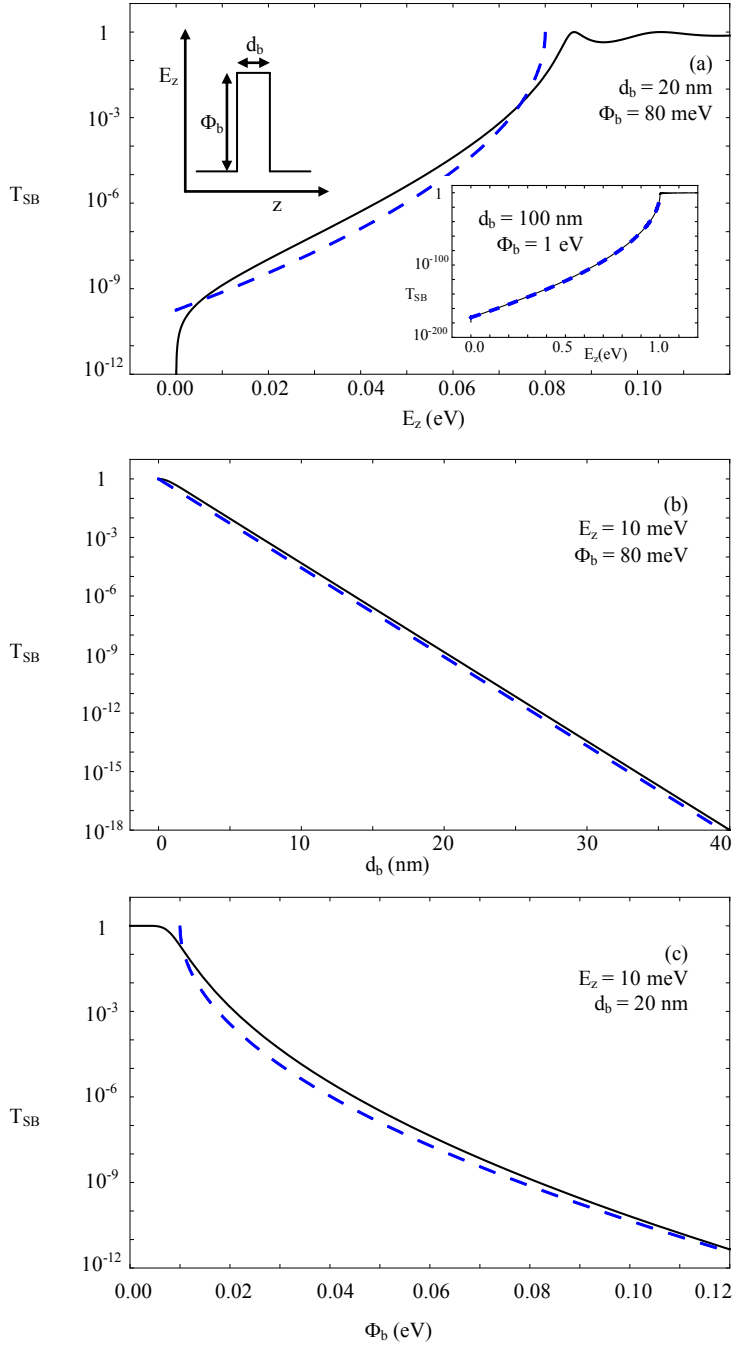 1
10-3
10-6
10-9
10-12
T_SB
E_z
d_b
Φ_b
z
(a)
d_b = 20 nm
Φ_b = 80 meV
1
10-100
10-200
T_SB
d_b = 100 nm
Φ_b = 1 eV
0.0 0.5 1.0
E_z(eV)
0.00 0.02 0.04 0.06 0.08 0.10
E_z (eV)
1
10-3
10-6
10-9
10-12
10-15
10-18
T_SB
(b)
E_z = 10 meV
Φ_b = 80 meV
0 10 20 30 40
d_b (nm)
1
10-3
10-6
10-9
10-12
T_SB
(c)
E_z = 10 meV
d_b = 20 nm
0.00 0.02 0.04 0.06 0.08 0.10 0.12
Φ_b (eV)